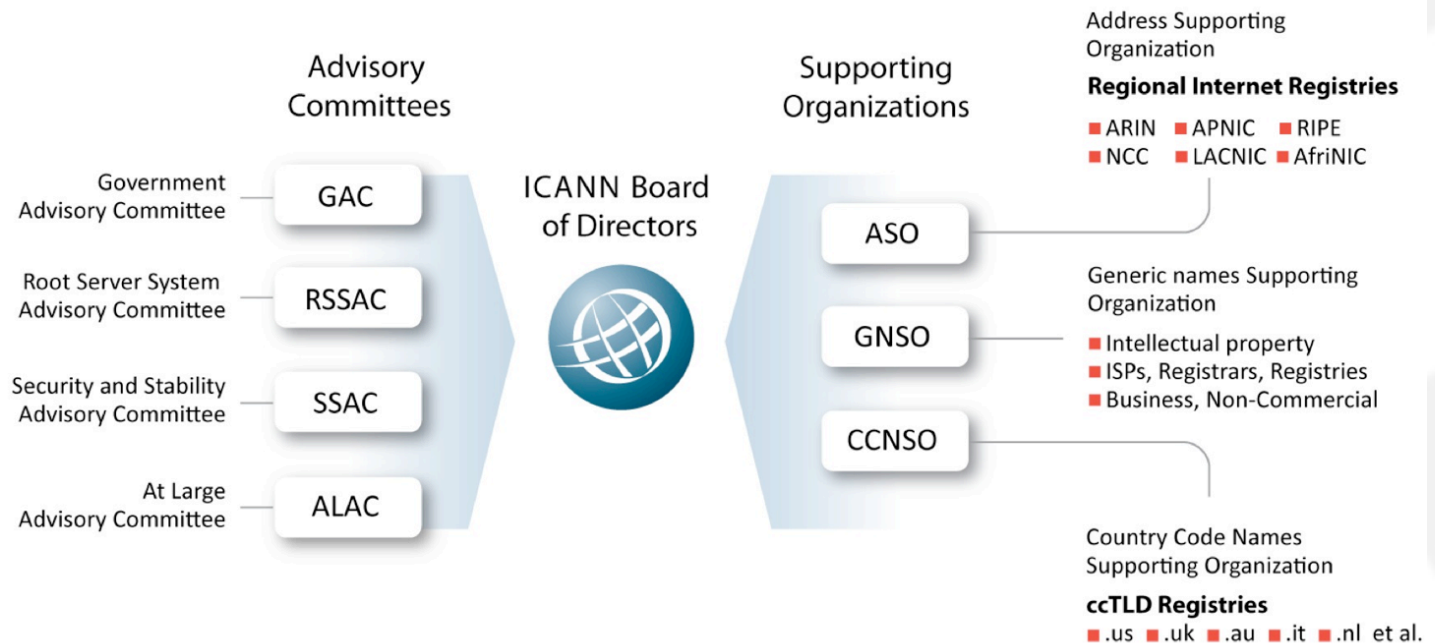 Advisory
Committees
Government
Advisory Committee
GAC
Root Server System
Advisory Committee
RSSAC
Security and Stability
Advisory Committee
SSAC
At Large
Advisory Committee
ALAC
ICANN Board
of Directors
Supporting
Organizations
ASO
GNSO
CCNSO
Address Supporting
Organization
Regional Internet Registries
ARIN APNIC RIPE
NCC LACNIC AfriNIC
Generic names Supporting
Organization
Intellectual property
ISPs, Registrars, Registries
Business, Non-Commercial
Country Code Names
Supporting Organization
ccTLD Registries
.us .uk .au .it .nl et al.